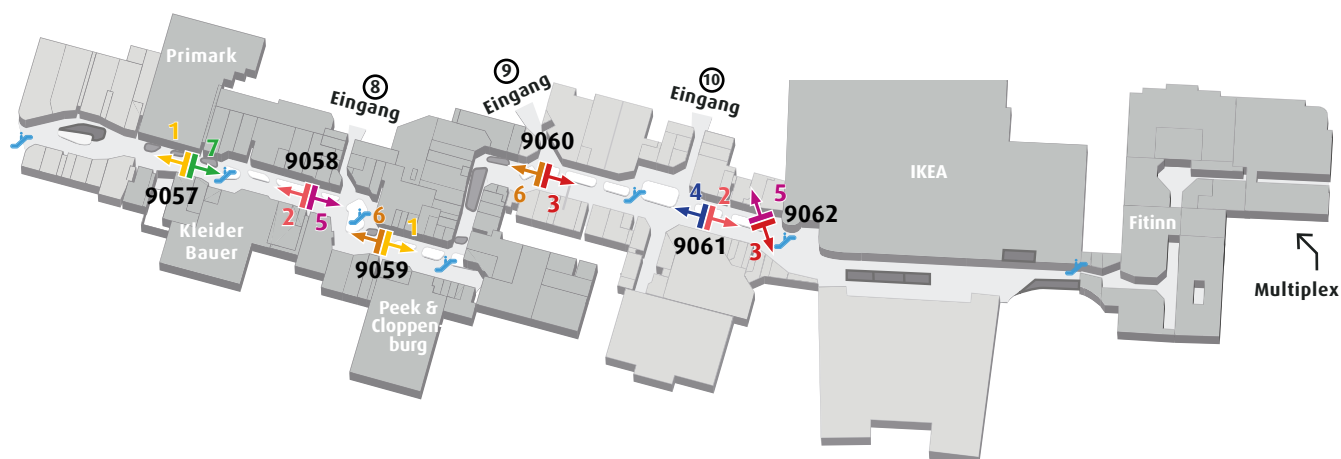 Primark
8
Eingang
9
Eingang
10
Eingang
1
7
9057
9058
2
5
Kleider
Bauer
6
1
9059
Peek &
Cloppen-
burg
9060
6
3
4
2
9061
5
9062
3
IKEA
Fitinn
Multiplex